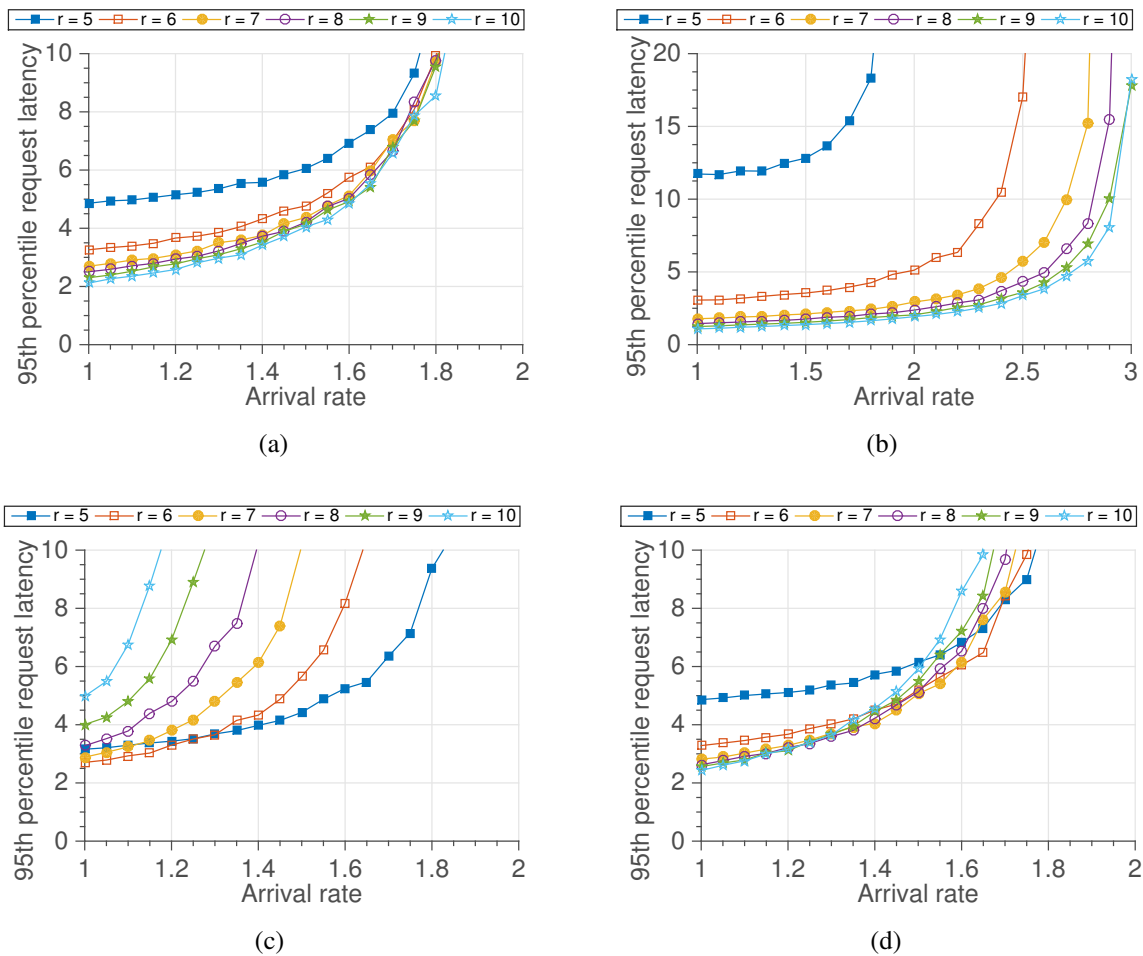 r = 5 r = 6 r = 7 r = 8 r = 9 r = 10
95th percentile request latency
10
8
6
4
2
0
1 1.2 1.4 1.6 1.8 2
Arrival rate
(a)
r = 5 r = 6 r = 7 r = 8 r = 9 r = 10
95th percentile request latency
20
15
10
5
0
1 1.5 2 2.5 3
Arrival rate
(b)
r = 5 r = 6 r = 7 r = 8 r = 9 r = 10
95th percentile request latency
10
8
6
4
2
0
1 1.2 1.4 1.6 1.8 2
Arrival rate
(c)
r = 5 r = 6 r = 7 r = 8 r = 9 r = 10
95th percentile request latency
10
8
6
4
2
0
1 1.2 1.4 1.6 1.8 2
Arrival rate
(d)